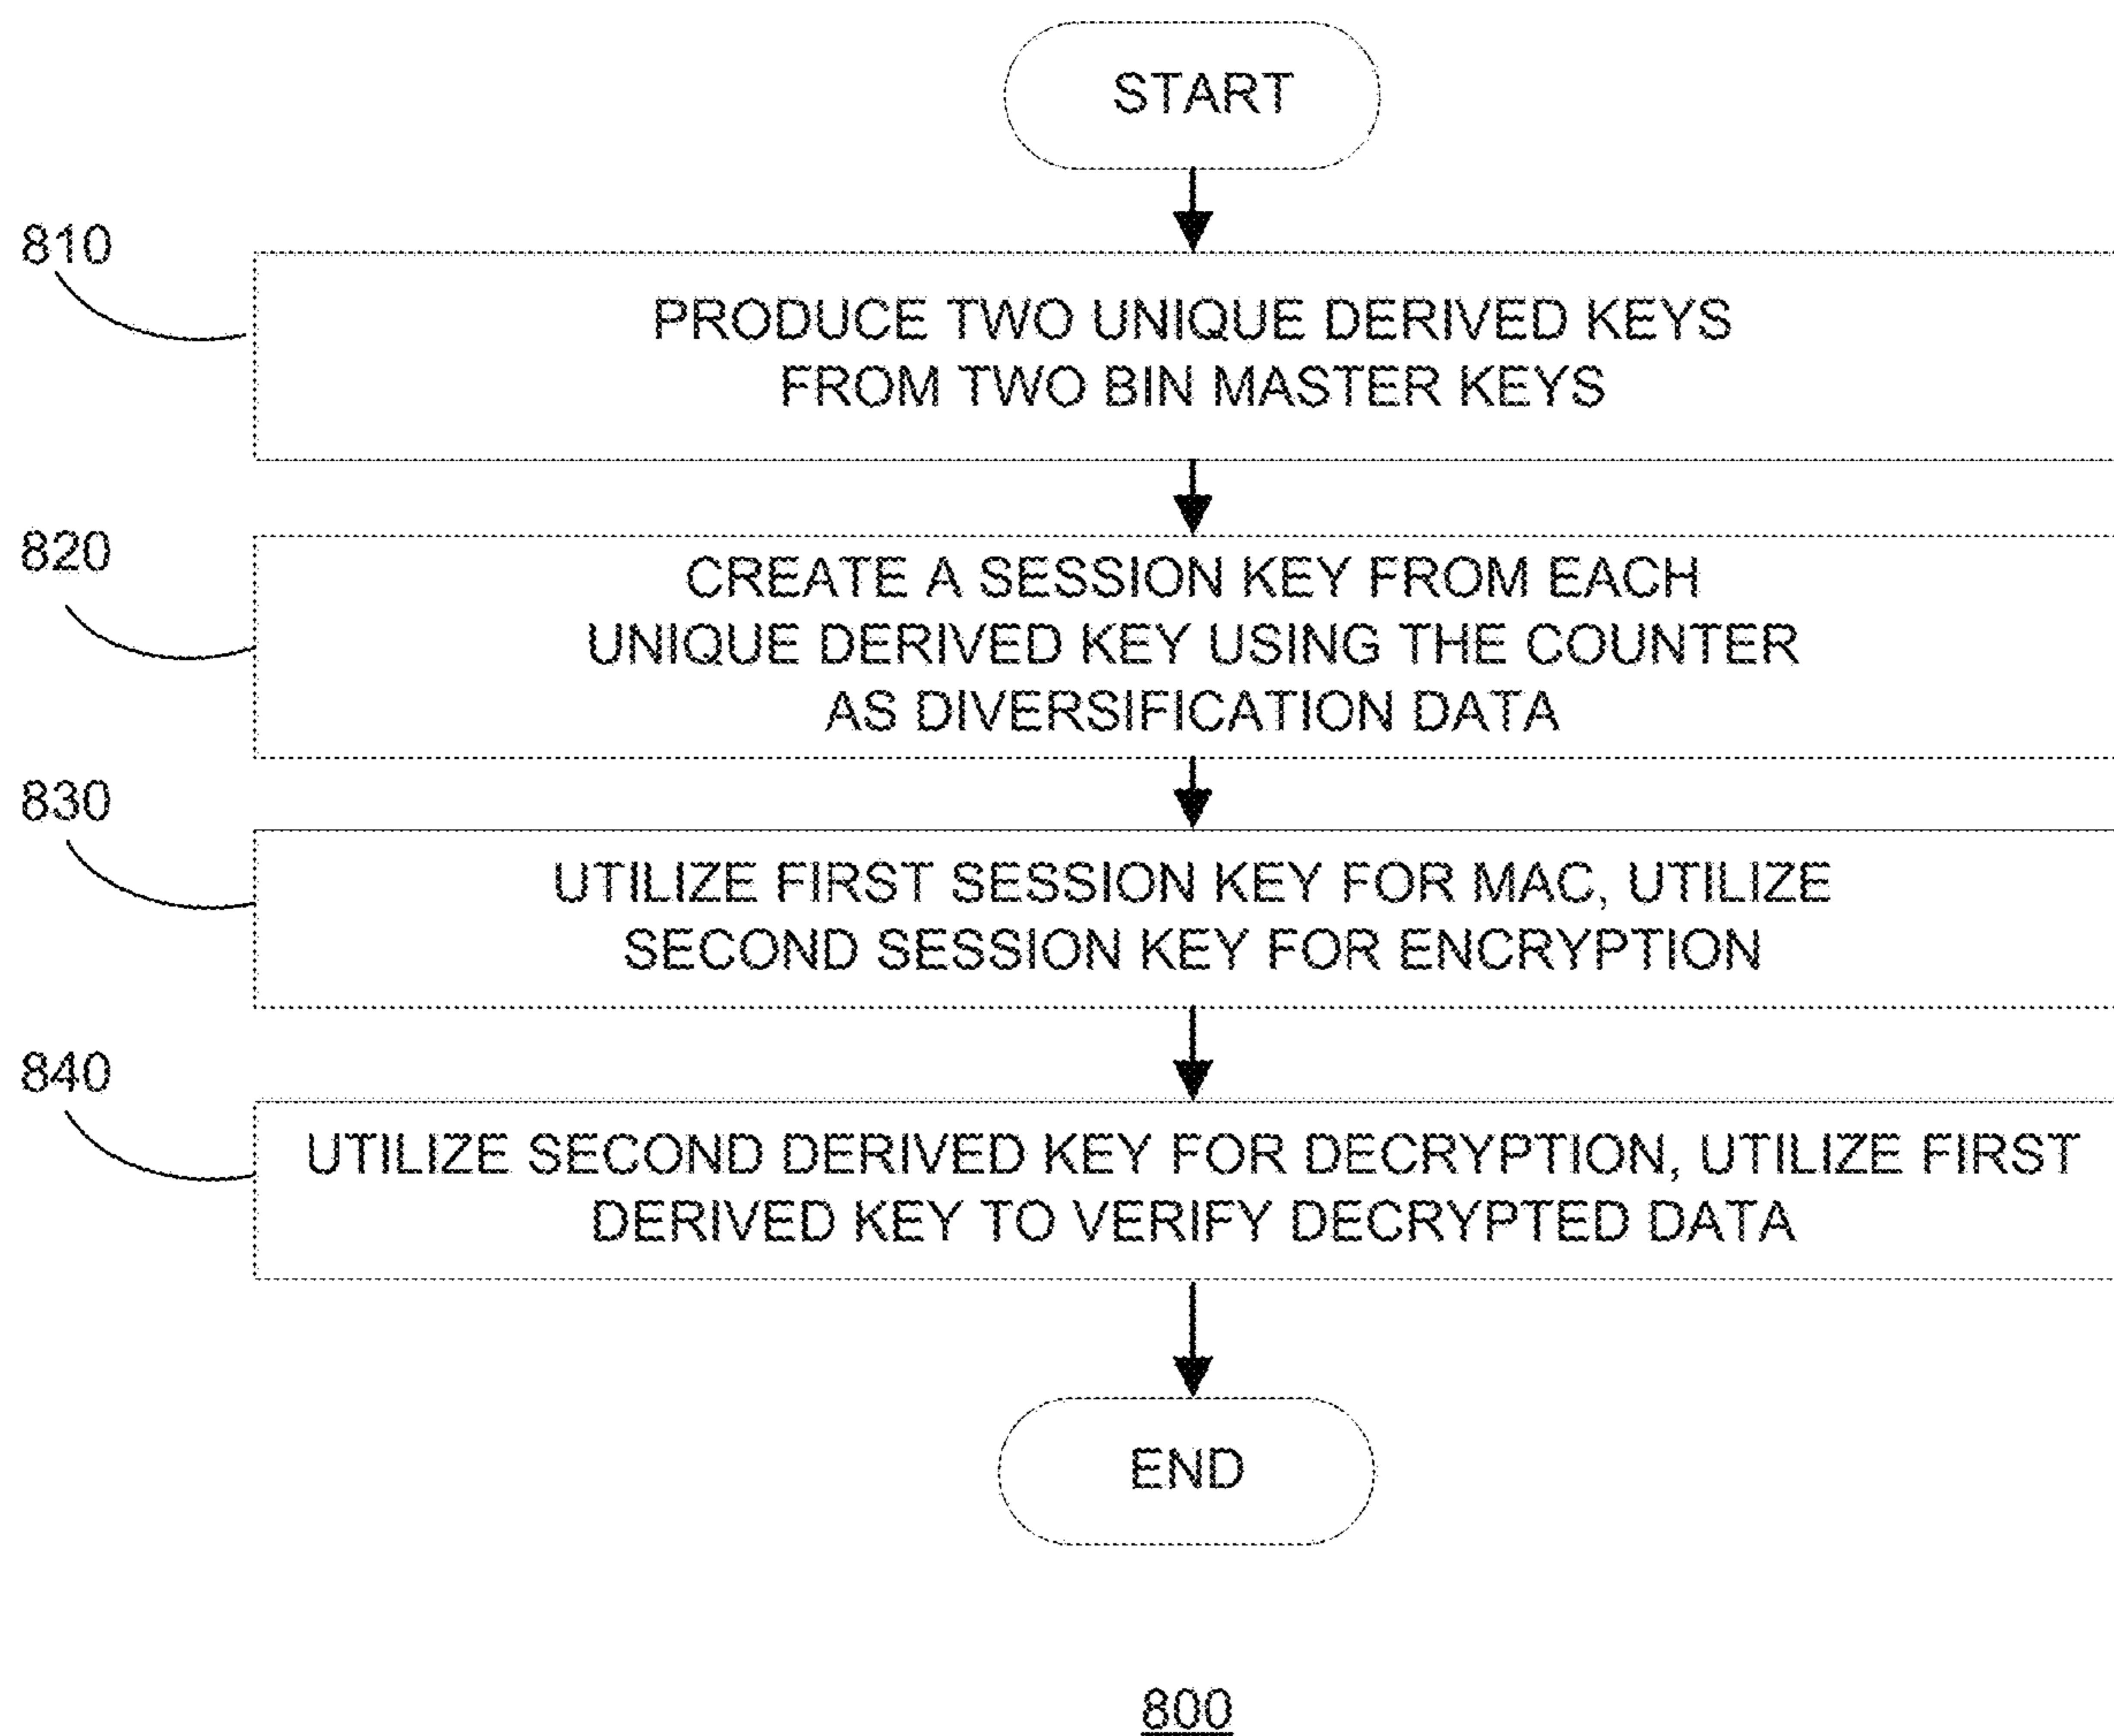 START
810
PRODUCE TWO UNIQUE DERIVED KEYS
FROM TWO BIN MASTER KEYS
820
CREATE A SESSION KEY FROM EACH
UNIQUE DERIVED KEY USING THE COUNTER
AS DIVERSIFICATION DATA
830
UTILIZE FIRST SESSION KEY FOR MAC, UTILIZE
SECOND SESSION KEY FOR ENCRYPTION
840
UTILIZE SECOND DERIVED KEY FOR DECRYPTION, UTILIZE FIRST
DERIVED KEY TO VERIFY DECRYPTED DATA
END
800